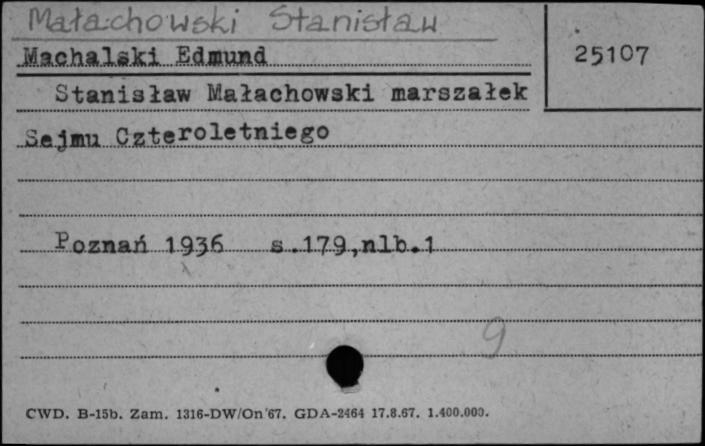 Małachowski Stanisław
Machalski Edmund
25107
Stanisław Małachowski marszałek
Sejmu Czteroletniego
Poznań 1936 s.179,nlb.1
9
CWD. B-15b. Zam. 1316-DW/On'67. GDA-2464 17.8.67. 1.400.000.